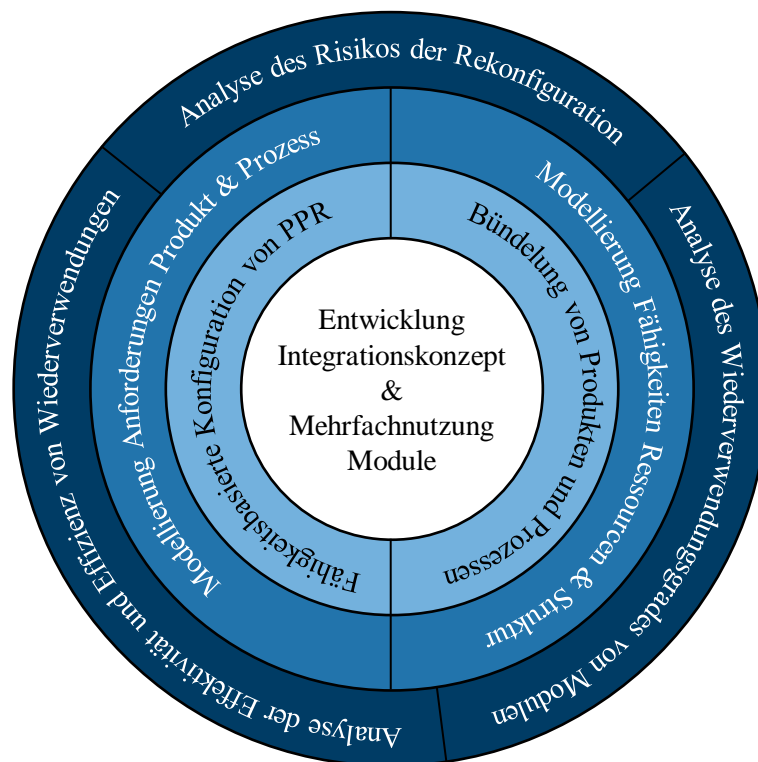 Analyse des Risikos der Rekonfiguration
Analyse des Wiederverwendungsgrades von Modulen
Analyse der Effektivität und Effizienz von Wiederverwendungen
Modellierung Anforderungen Produkt & Prozess
Modellierung Fähigkeiten Ressourcen & Struktur
Fähigkeitsbasierte Konfiguration von PPR
Bündelung von Produkten und Prozessen
Entwicklung
Integrationskonzept
&
Mehrfachnutzung
Module